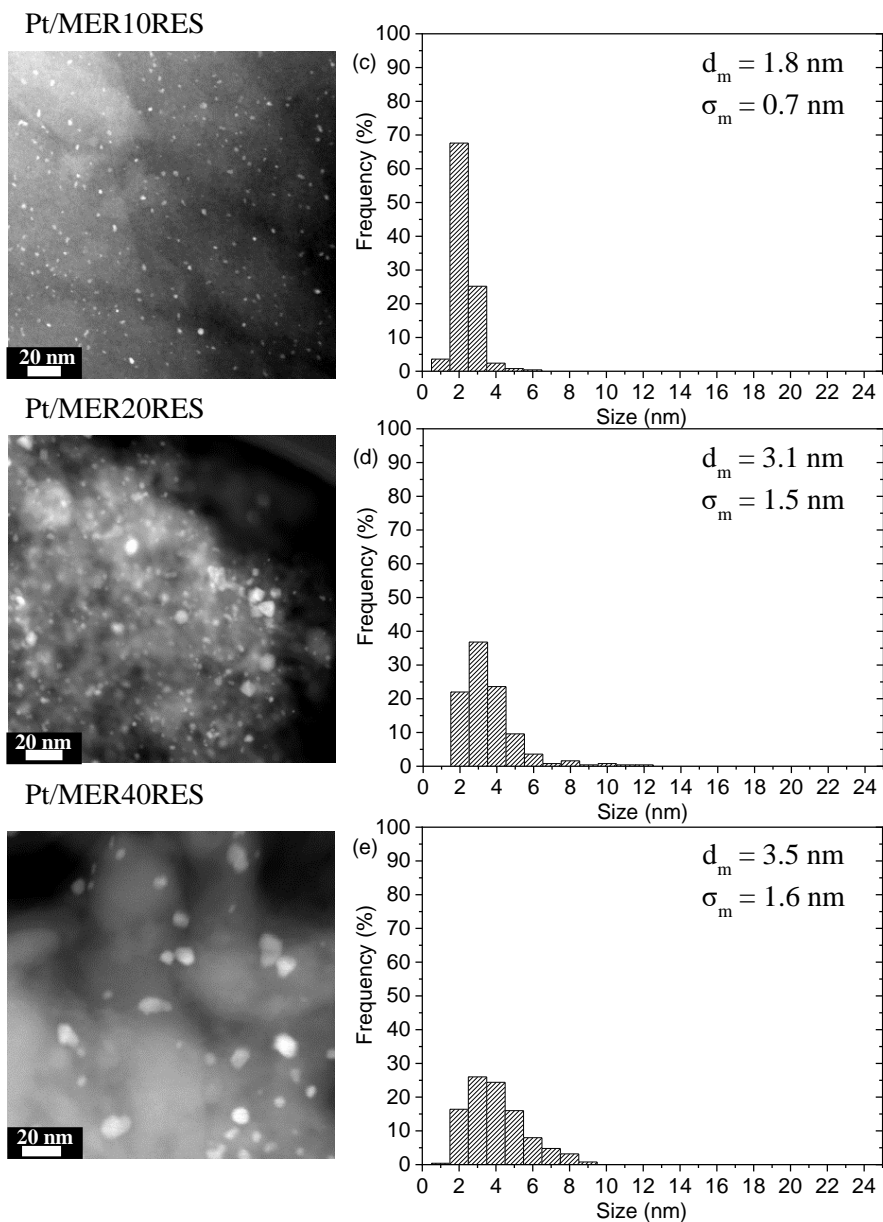 Pt/MER10RES
20 nm
(c)
d_m = 1.8 nm
σ_m = 0.7 nm
Frequency (%)
100
90
80
70
60
50
40
30
20
10
0
0 2 4 6 8 10 12 14 16 18 20 22 24
Size (nm)
Pt/MER20RES
20 nm
(d)
d_m = 3.1 nm
σ_m = 1.5 nm
Frequency (%)
100
90
80
70
60
50
40
30
20
10
0
0 2 4 6 8 10 12 14 16 18 20 22 24
Size (nm)
Pt/MER40RES
20 nm
(e)
d_m = 3.5 nm
σ_m = 1.6 nm
Frequency (%)
100
90
80
70
60
50
40
30
20
10
0
0 2 4 6 8 10 12 14 16 18 20 22 24
Size (nm)